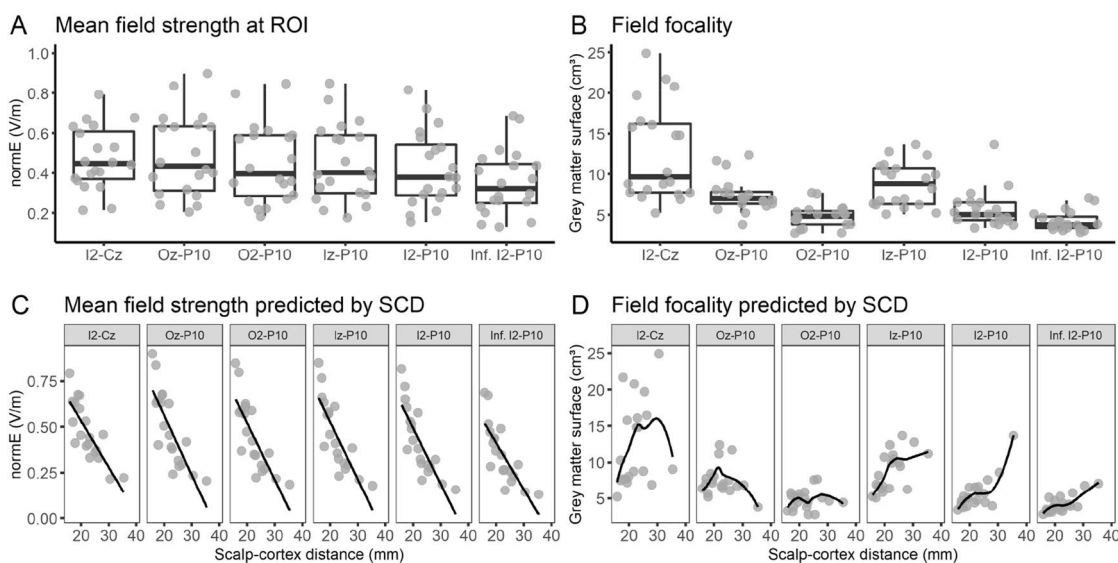 A Mean field strength at ROI
normE (V/m)
1.0
0.8
0.6
0.4
0.2
I2-Cz Oz-P10 O2-P10 Iz-P10 I2-P10 Inf. I2-P10
B Field focality
Grey matter surface (cm³)
25
20
15
10
5
I2-Cz Oz-P10 O2-P10 Iz-P10 I2-P10 Inf. I2-P10
C Mean field strength predicted by SCD
I2-Cz Oz-P10 O2-P10 Iz-P10 I2-P10 Inf. I2-P10
normE (V/m)
0.75
0.50
0.25
0.00
20 30 40 20 30 40 20 30 40 20 30 40 20 30 40 20 30 40
Scalp-cortex distance (mm)
D Field focality predicted by SCD
I2-Cz Oz-P10 O2-P10 Iz-P10 I2-P10 Inf. I2-P10
Grey matter surface (cm³)
25
20
15
10
5
20 30 40 20 30 40 20 30 40 20 30 40 20 30 40 20 30 40
Scalp-cortex distance (mm)